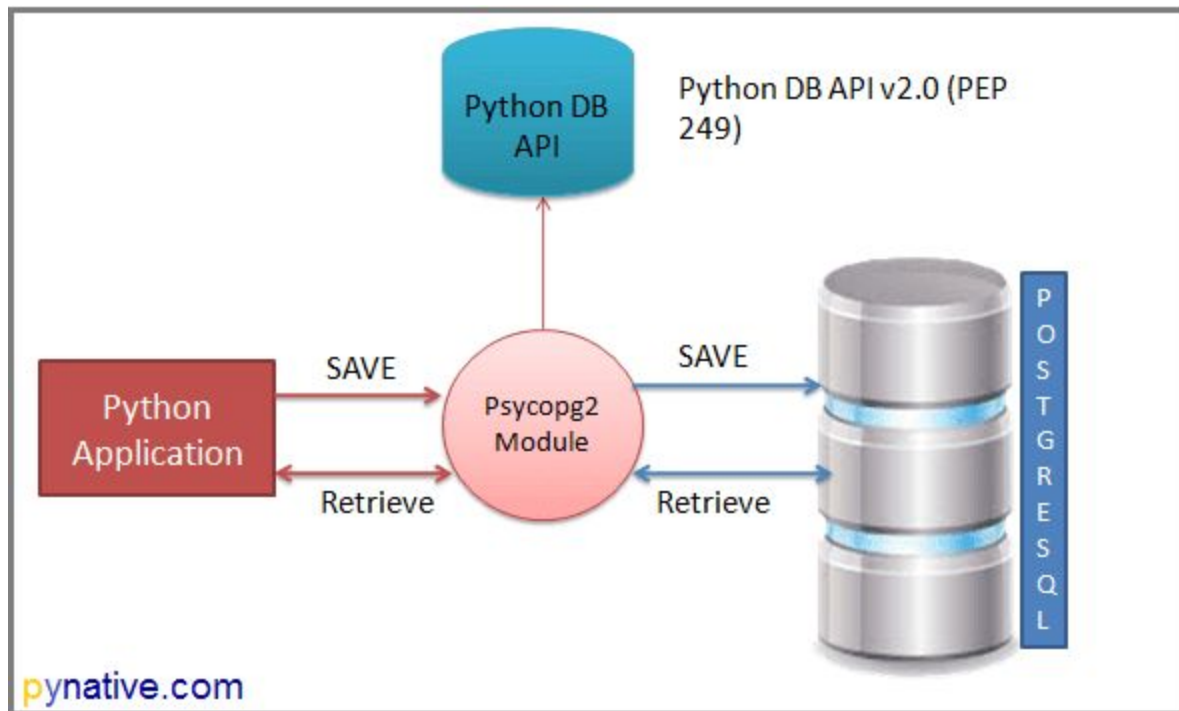 Python DB
API
Python DB API v2.0 (PEP
249)
SAVE
Python
Application
Retrieve
Psycopg2
Module
SAVE
Retrieve
POSTGRESQL
pynative.com